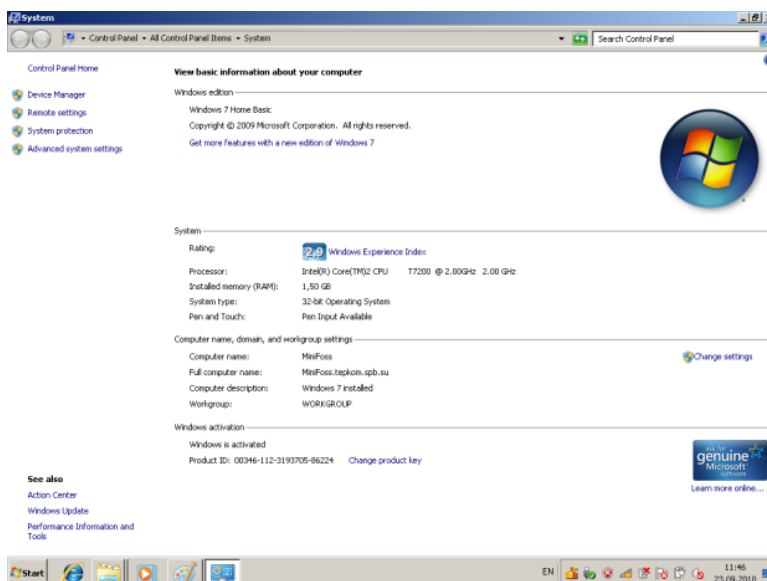 System
Control Panel
All Control Panel Items
System
Search Control Panel
Control Panel Home
Device Manager
Remote settings
System protection
Advanced system settings
View basic information about your computer
Windows edition
Windows 7 Home Basic
Copyright © 2009 Microsoft Corporation. All rights reserved.
Get more features with a new edition of Windows 7
System
Rating: 2,9 Windows Experience Index
Processor: Intel(R) Core(TM)2 CPU T7200 @ 2.00GHz 2.00 GHz
Installed memory (RAM): 1,50 GB
System type: 32-bit Operating System
Pen and Touch: Pen Input Available
Computer name, domain, and workgroup settings
Computer name: MiniFoss
Change settings
Full computer name: MiniFoss.tepkom.spb.su
Computer description: Windows 7 installed
Workgroup: WORKGROUP
Windows activation
Windows is activated
Product ID: 00346-112-3193705-86224 Change product key
ask for
genuine
Microsoft
software
Learn more online...
See also
Action Center
Windows Update
Performance Information and
Tools
Start
EN
11:46
23.09.2010